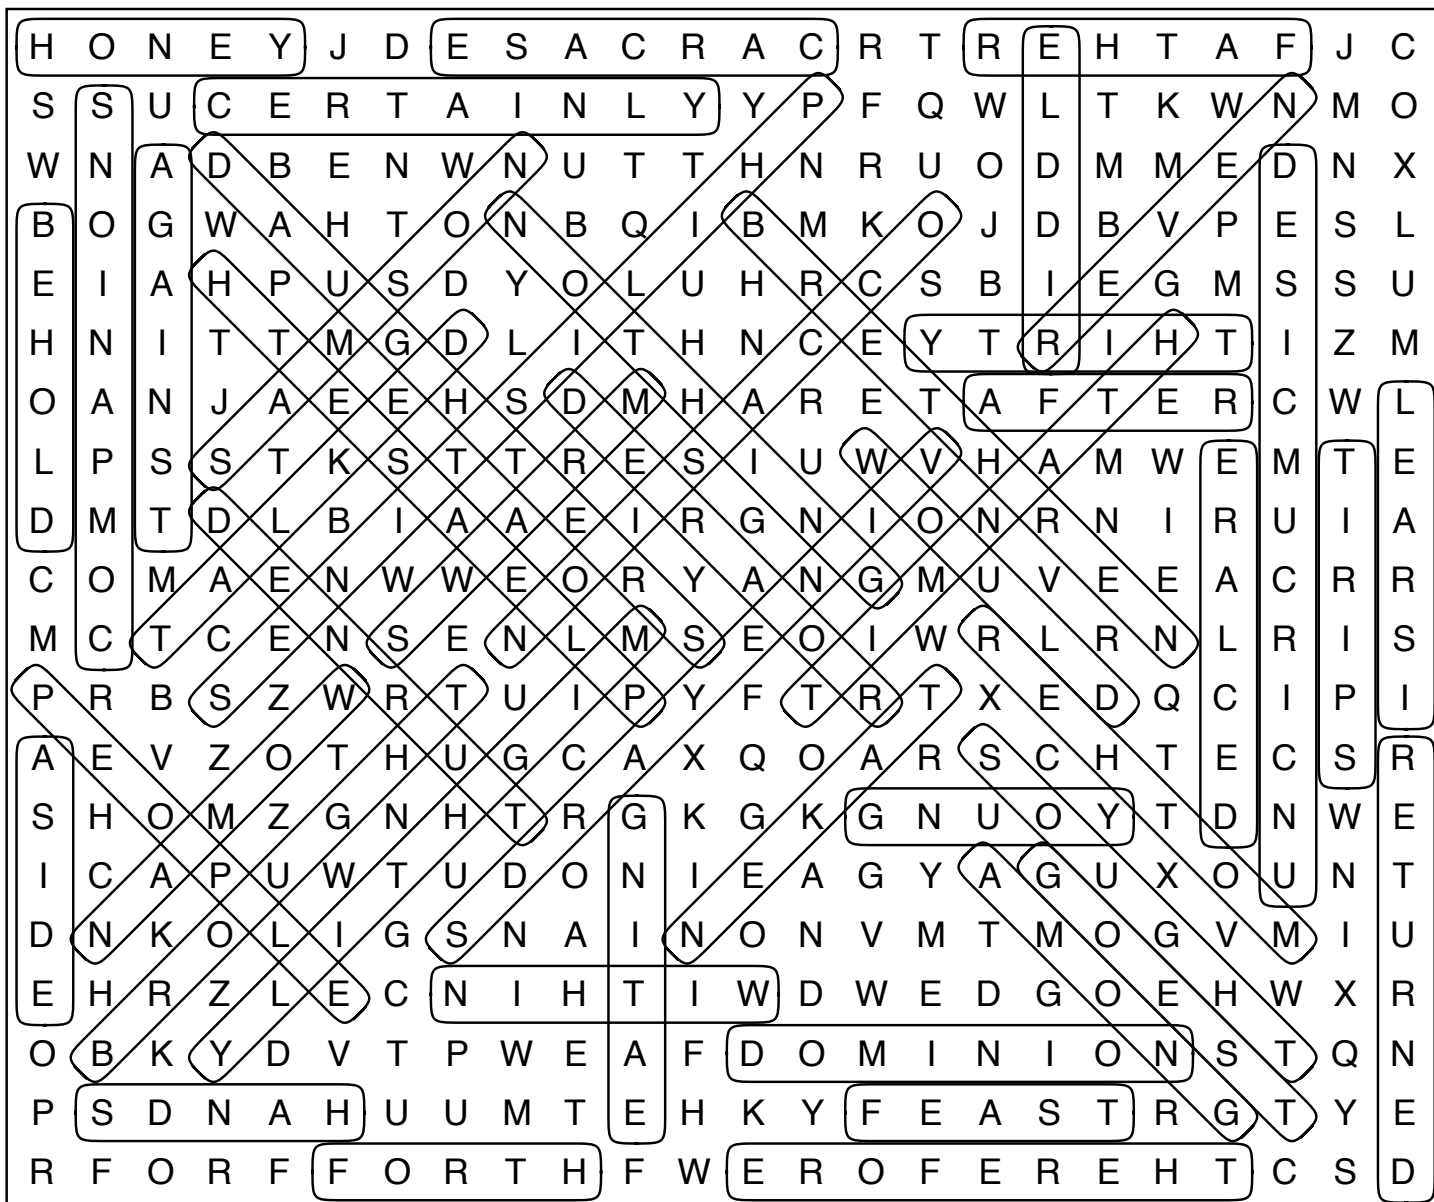 H O N E Y J D E S A C R A C R T R E H T A F J C
S S U C E R T A I N L Y Y P F Q W L T K W N M O
W N A D B E N W N U T T H N R U O D M M E D N X
B O G W A H T O N B Q I B M K O J D B V P E S L
E I A H P U S D Y O L U H R C S B I E G M S S U
H N I T T M G D L I T H N C E Y T R I H T I Z M
O A N J A E E H S D M H A R E T A F T E R C W L
L P S S T K S T T R E S I U W V H A M W E M T E
D M T D L B I A A E I R G N I O N R N I R U I A
C O M A E N W W E O R Y A N G M U V E E A C R R
M C T C E N S E N L M S E O I W R L R N L R I S
P R B S Z W R T U I P Y F T R T X E D Q C I P I
A E V Z O T H U G C A X Q O A R S C H T E C S R
S H O M Z G N H T R G K G K G N U O Y T D N W E
I C A P U W T U D O N I E A G Y A G U X O U N T
D N K O L I G S N A I N O N V M T M O G V M I U
E H R Z L E C N I H T I W D W E D G O E H W X R
O B K Y D V T P W E A F D O M I N I O N S T Q N
P S D N A H U U M T E H K Y F E A S T R G T Y E
R F O R F F O R T H F W E R O F E R E H T C S D